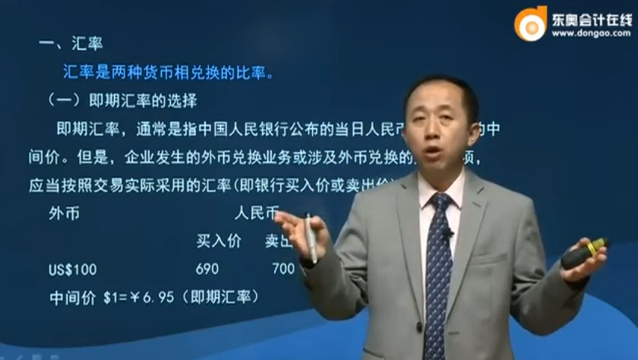 东奥会计在线
www.dongao.com
一、汇率
汇率是两种货币相兑换的比率。
（一）即期汇率的选择
即期汇率，通常是指中国人民银行公布的当日人民 的中
间价。但是，企业发生的外币兑换业务或涉及外币兑换的 项，
应当按照交易实际采用的汇率(即银行买入价或卖出价
外币 人民币
买入价 卖出
US$100 690 700
中间价 $1=￥6.95（即期汇率）